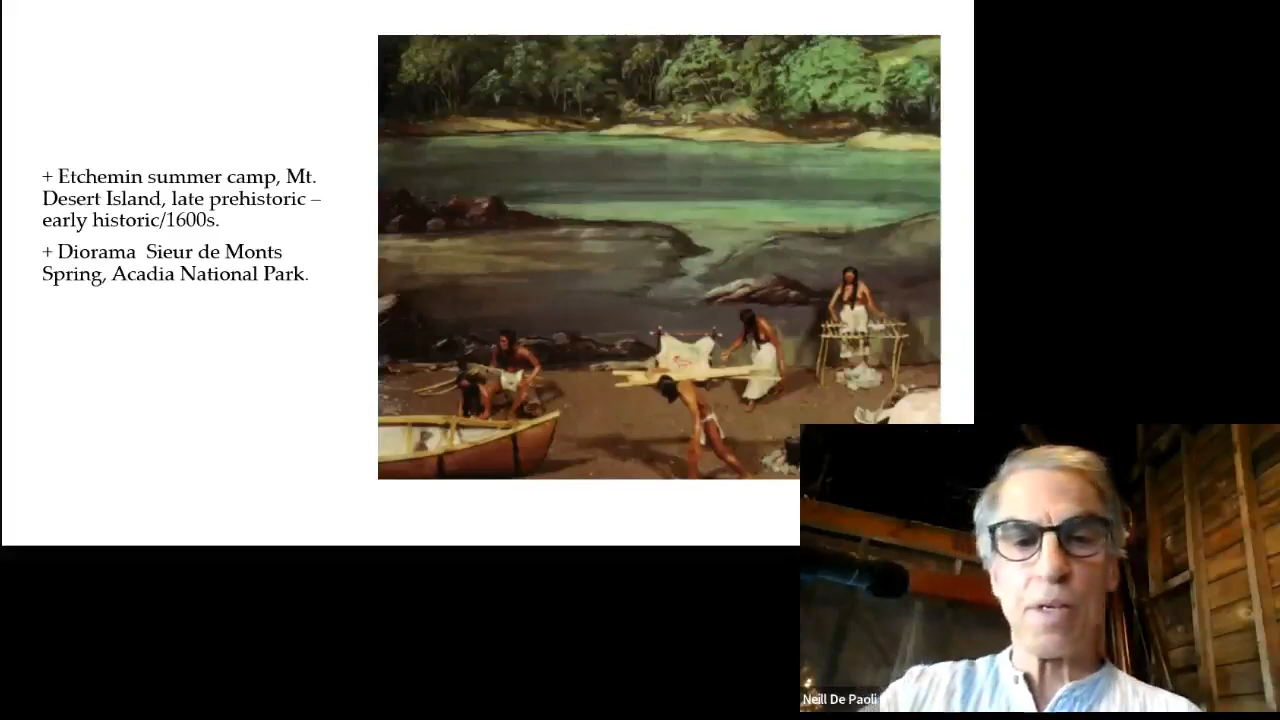 + Etchemin summer camp, Mt.
Desert Island, late prehistoric –
early historic/1600s.
+ Diorama  Sieur de Monts
Spring, Acadia National Park.
Neill De Paoli